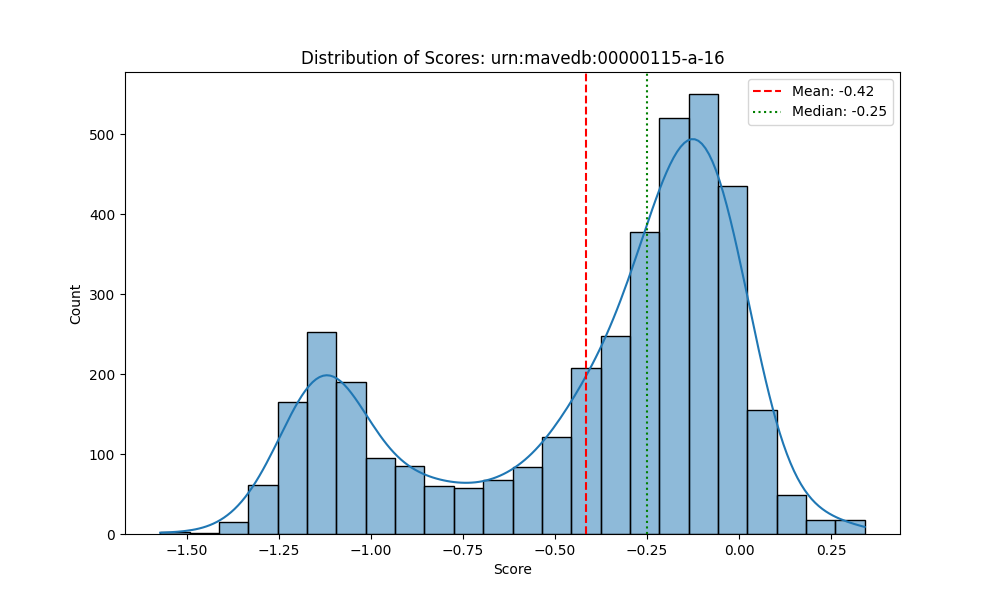 Distribution of Scores: urn:mavedb:00000115-a-16
Mean: -0.42
Median: -0.25
500
400
300
200
100
0
Count
−1.50 −1.25 −1.00 −0.75 −0.50 −0.25 0.00 0.25
Score